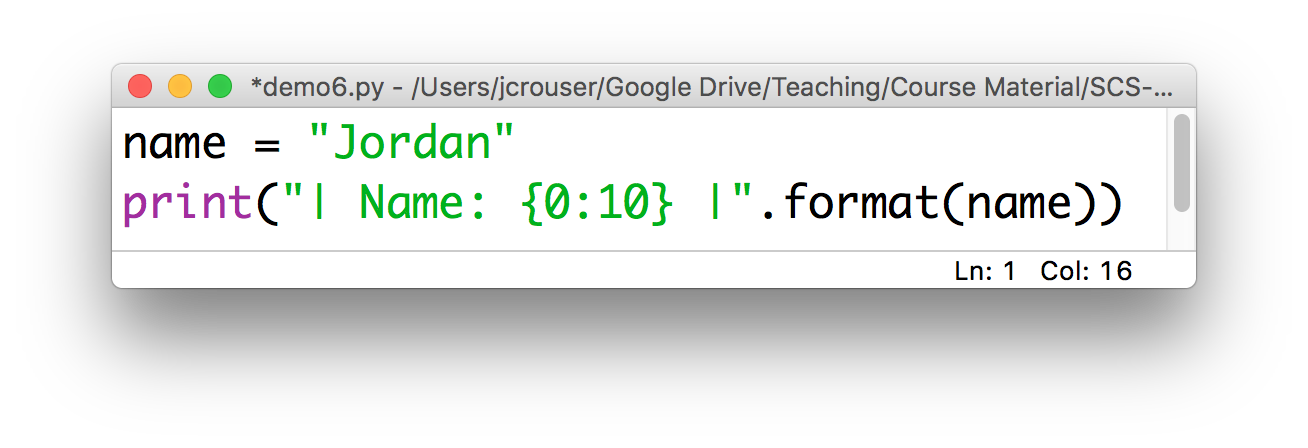 *demo6.py - /Users/jcrouser/Google Drive/Teaching/Course Material/SCS-...
name = "Jordan"
print("| Name: {0:10} |".format(name))
Ln: 1 Col: 16